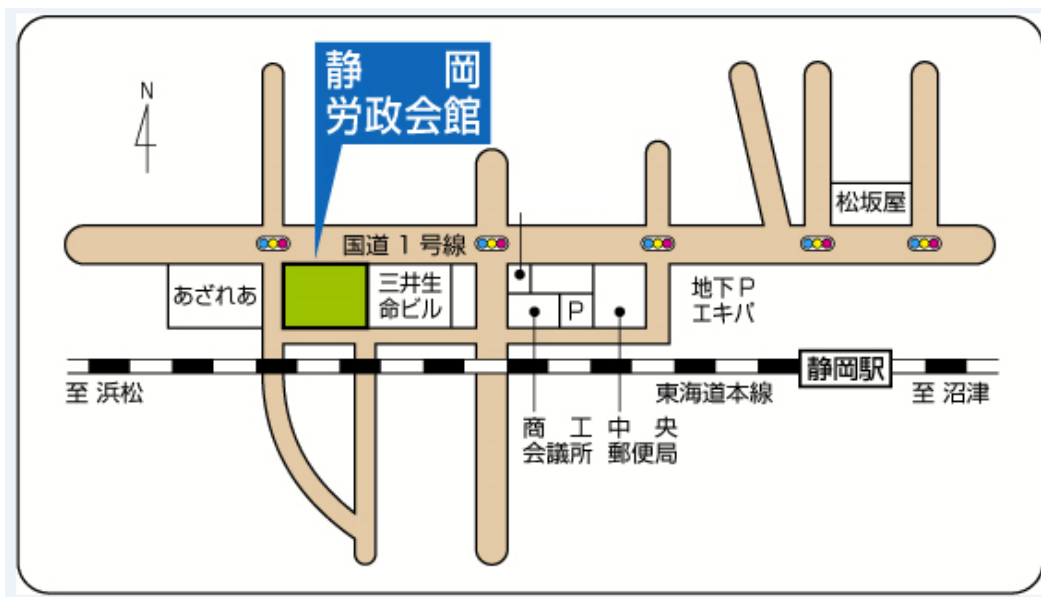 静岡
労政会館
N
松坂屋
国道1号線
あざれあ
三井生
命ビル
P
地下P
エキパ
静岡駅
至 浜松
東海道本線
至 沼津
商工
会議所
中央
郵便局